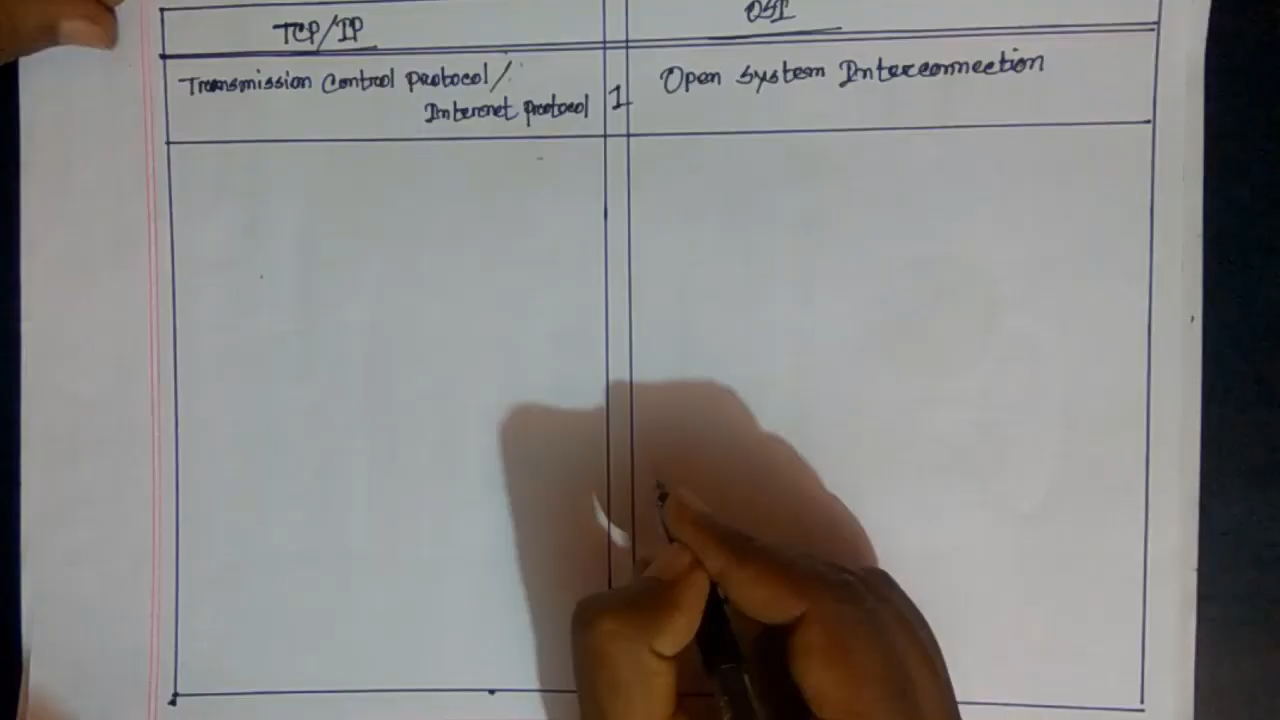 TCP/IP
OSI
Transmission Control protocol/
Internet protocol
1
Open system Interconnection